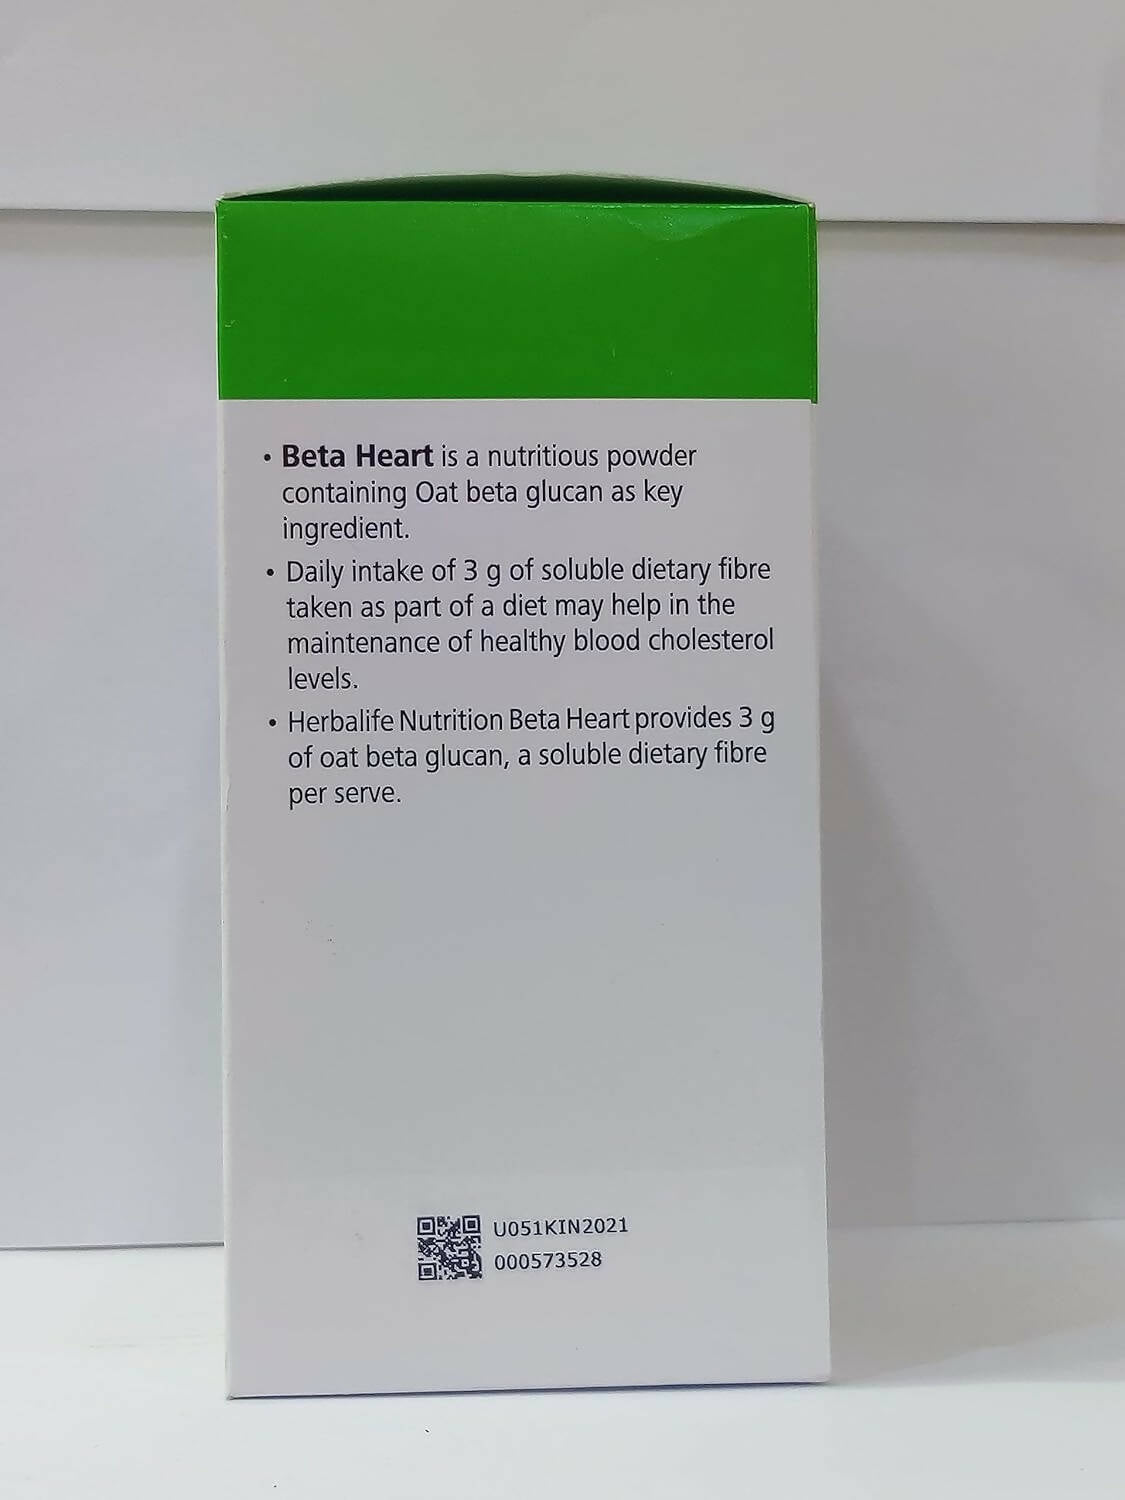 • Beta Heart is a nutritious powder
containing Oat beta glucan as key
ingredient.
• Daily intake of 3 g of soluble dietary fibre
taken as part of a diet may help in the
maintenance of healthy blood cholesterol
levels.
• Herbalife Nutrition Beta Heart provides 3 g
of oat beta glucan, a soluble dietary fibre
per serve.
U051KIN2021
000573528